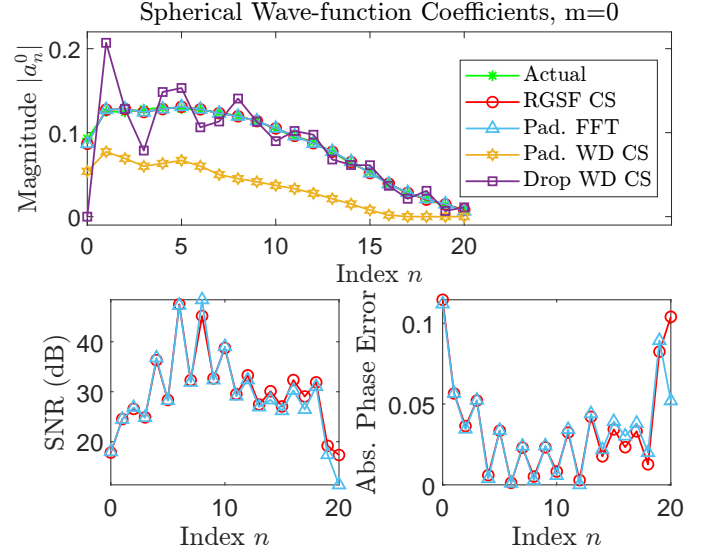 Spherical Wave-function Coefficients, m=0
Magnitude |a_n^0|
0.2
0.1
0
0 5 10 15 20
Index n
Actual
RGSF CS
Pad. FFT
Pad. WD CS
Drop WD CS
SNR (dB)
40
30
20
0 10 20
Index n
Abs. Phase Error
0.1
0.05
0
0 10 20
Index n